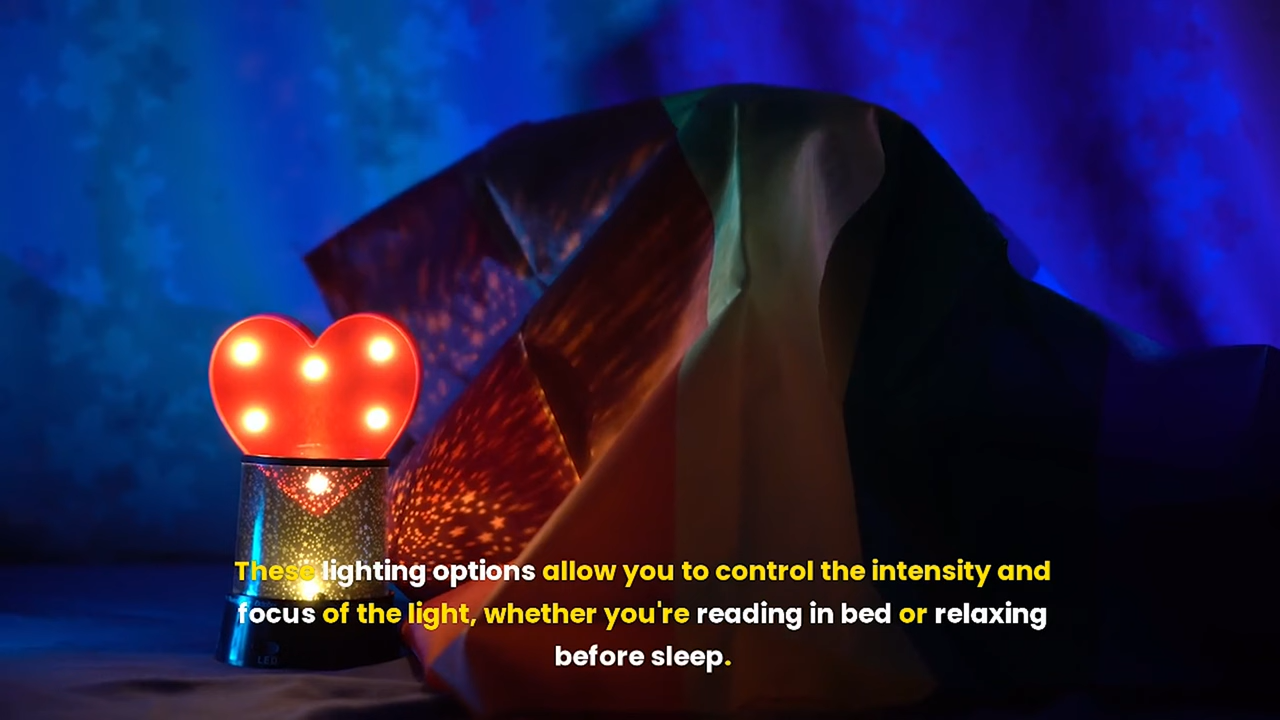 These lighting options allow you to control the intensity and
focus of the light, whether you're reading in bed or relaxing
before sleep.
LED